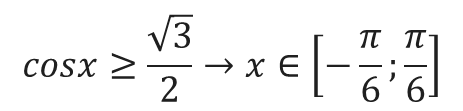 cosx ≥ √3/2 → x ∈ [−π/6; π/6]